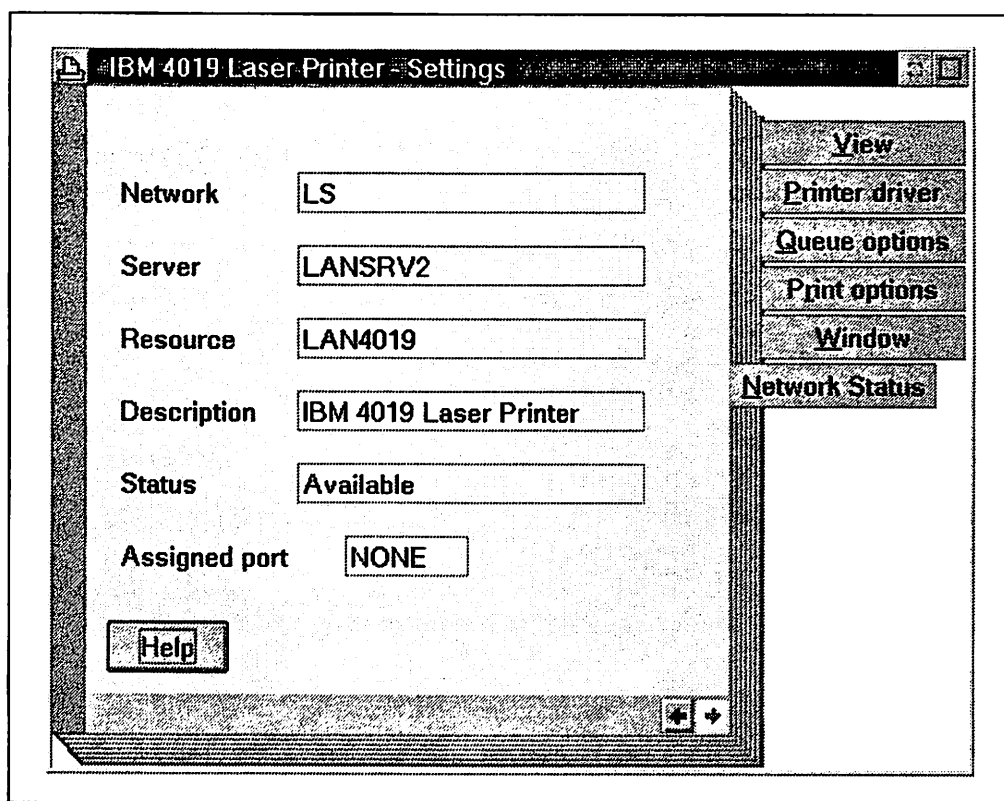 IBM 4019 Laser Printer - Settings
View
Printer driver
Queue options
Print options
Window
Network Status
Network LS
Server LANSRV2
Resource LAN4019
Description IBM 4019 Laser Printer
Status Available
Assigned port NONE
Help